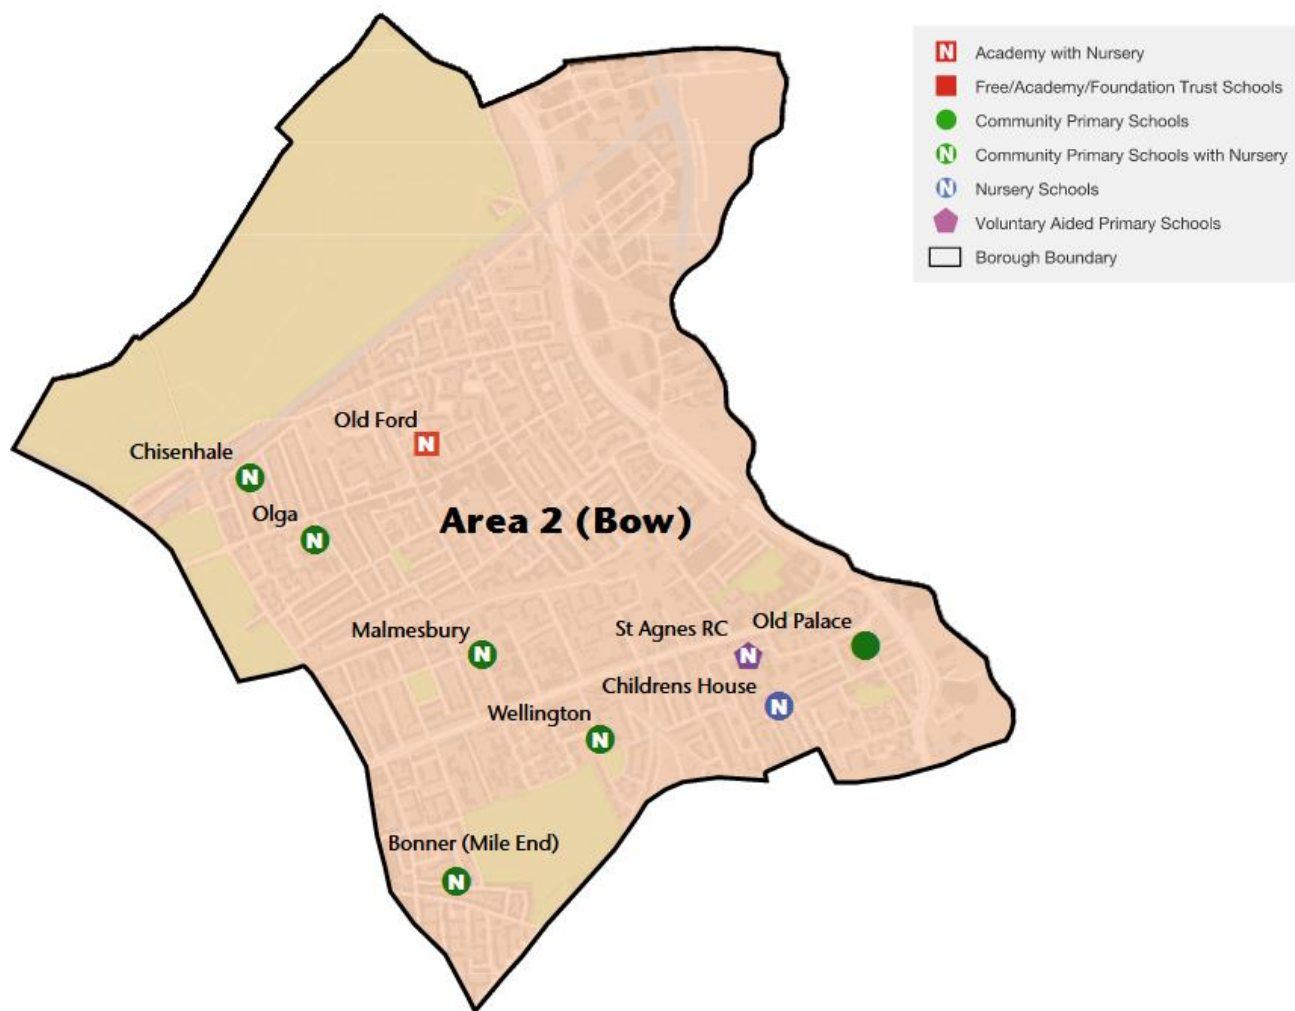 N Academy with Nursery
Free/Academy/Foundation Trust Schools
Community Primary Schools
N Community Primary Schools with Nursery
N Nursery Schools
Voluntary Aided Primary Schools
Borough Boundary
Old Ford
N
Chisenhale
N
Olga
N
Area 2 (Bow)
Malmesbury
N
St Agnes RC
N
Old Palace
Childrens House
N
Wellington
N
Bonner (Mile End)
N